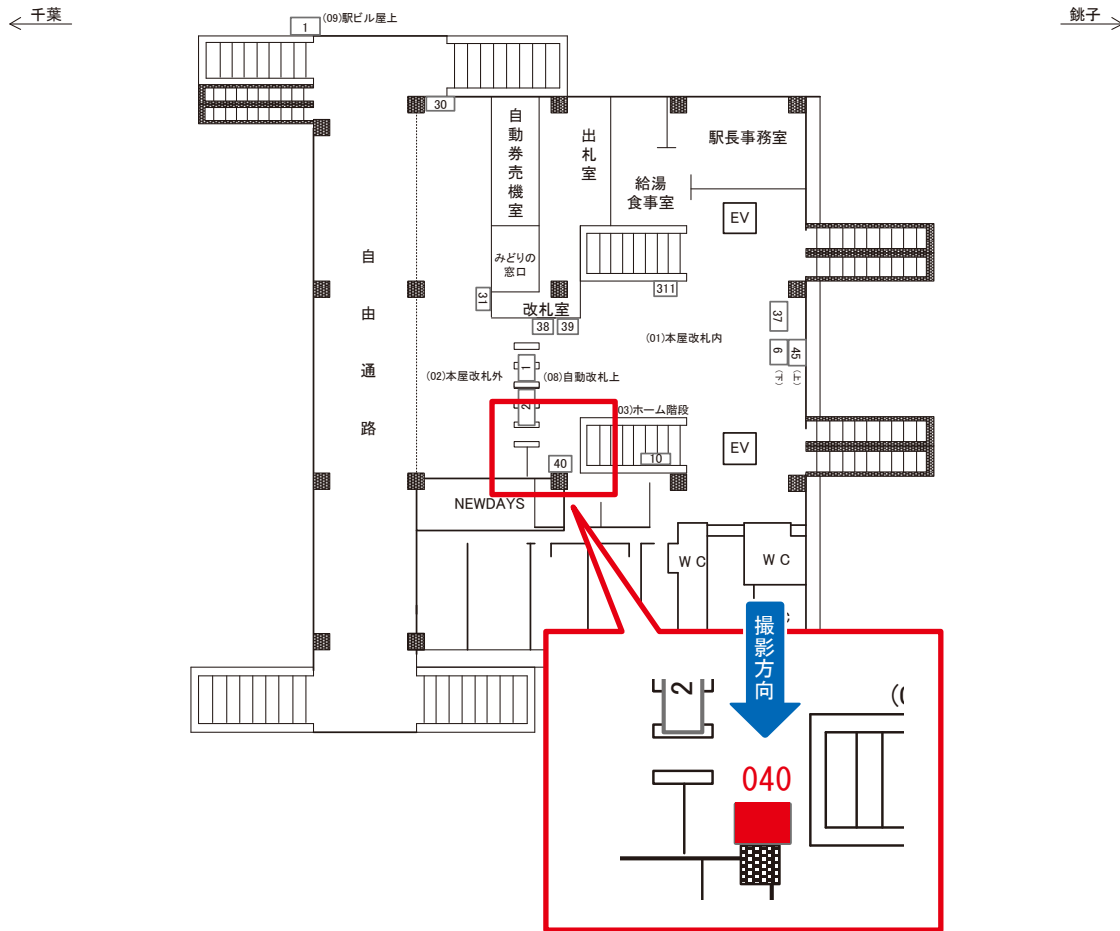 千葉
銚子
1
(09)駅ビル屋上
30
自動券売機室
出札室
駅長事務室
給湯
食事室
EV
みどりの
窓口
自由通路
31
改札室
311
38
39
37
(01)本屋改札内
6
45
(下)
(上)
(02)本屋改札外
1
(08)自動改札上
2
(03)ホーム階段
EV
10
40
NEWDAYS
WC
WC
撮影方向
2
040